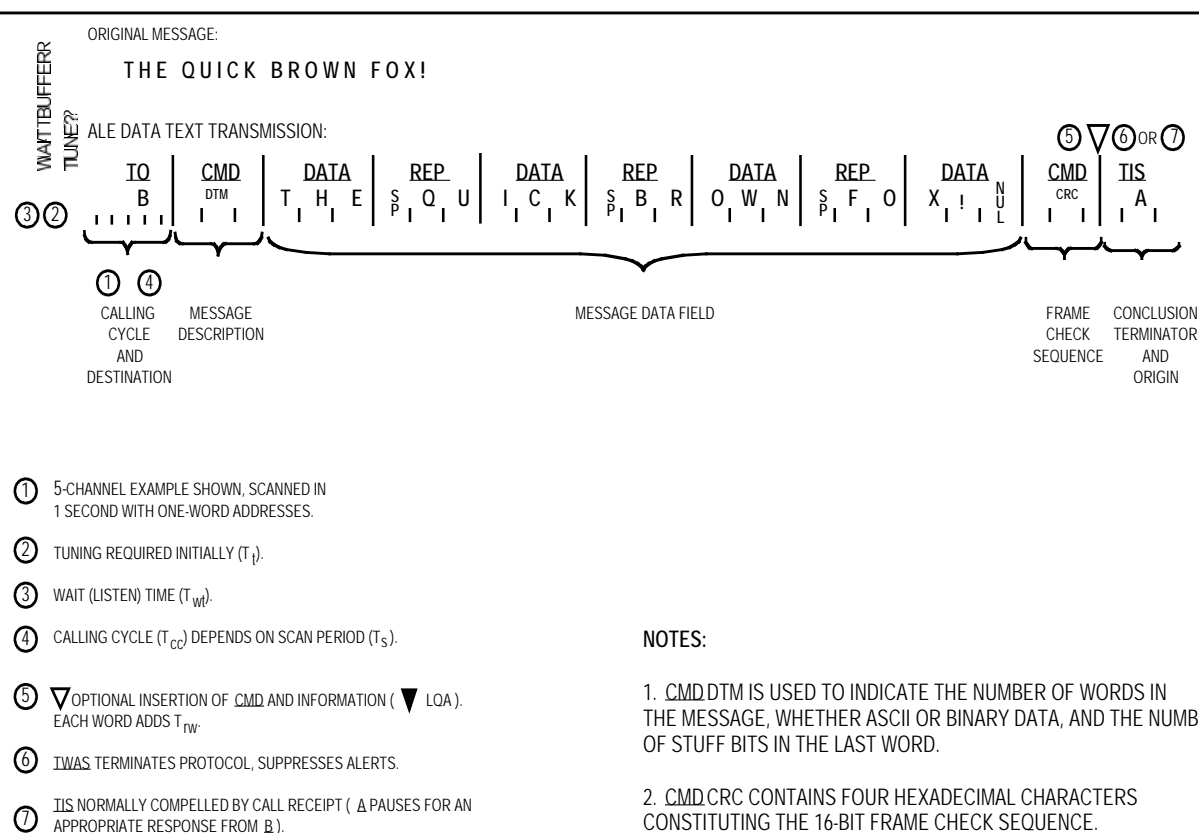 ORIGINAL MESSAGE:
THE QUICK BROWN FOX!
WAIT TBUFFERR
TIUNE??
ALE DATA TEXT TRANSMISSION:
5 ▽ 6 OR 7
TO CMD DATA REP DATA REP DATA REP DATA CMD TIS
B DTM T H E SP Q U I C K SP B R O W N SP F O X ! NUL CRC A
3 2
1 4
CALLING CYCLE AND DESTINATION
MESSAGE DESCRIPTION
MESSAGE DATA FIELD
FRAME CHECK SEQUENCE
CONCLUSION TERMINATOR AND ORIGIN
1 5-CHANNEL EXAMPLE SHOWN, SCANNED IN
1 SECOND WITH ONE-WORD ADDRESSES.
2 TUNING REQUIRED INITIALLY (Tt).
3 WAIT (LISTEN) TIME (Twt).
4 CALLING CYCLE (Tcc) DEPENDS ON SCAN PERIOD (Ts).
5 ▽ OPTIONAL INSERTION OF CMD AND INFORMATION ( ▼ LQA ).
EACH WORD ADDS Trw.
6 TWAS TERMINATES PROTOCOL, SUPPRESSES ALERTS.
7 TIS NORMALLY COMPELLED BY CALL RECEIPT ( A PAUSES FOR AN
APPROPRIATE RESPONSE FROM B ).
NOTES:
1. CMD DTM IS USED TO INDICATE THE NUMBER OF WORDS IN
THE MESSAGE, WHETHER ASCII OR BINARY DATA, AND THE NUMB
OF STUFF BITS IN THE LAST WORD.
2. CMD CRC CONTAINS FOUR HEXADECIMAL CHARACTERS
CONSTITUTING THE 16-BIT FRAME CHECK SEQUENCE.